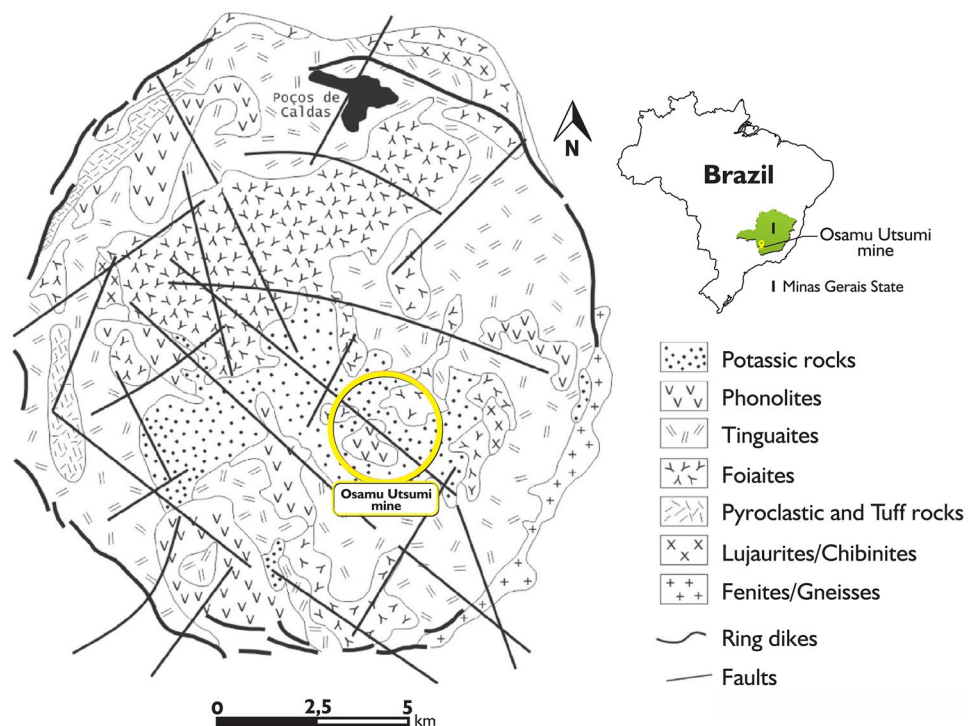 Poços de
Caldas
N
Brazil
I
Osamu Utsumi
mine
I Minas Gerais State
Osamu Utsumi
mine
Potassic rocks
Phonolites
Tinguaites
Foiaites
Pyroclastic and Tuff rocks
Lujaurites/Chibinites
Fenites/Gneisses
Ring dikes
Faults
0 2,5 5
km